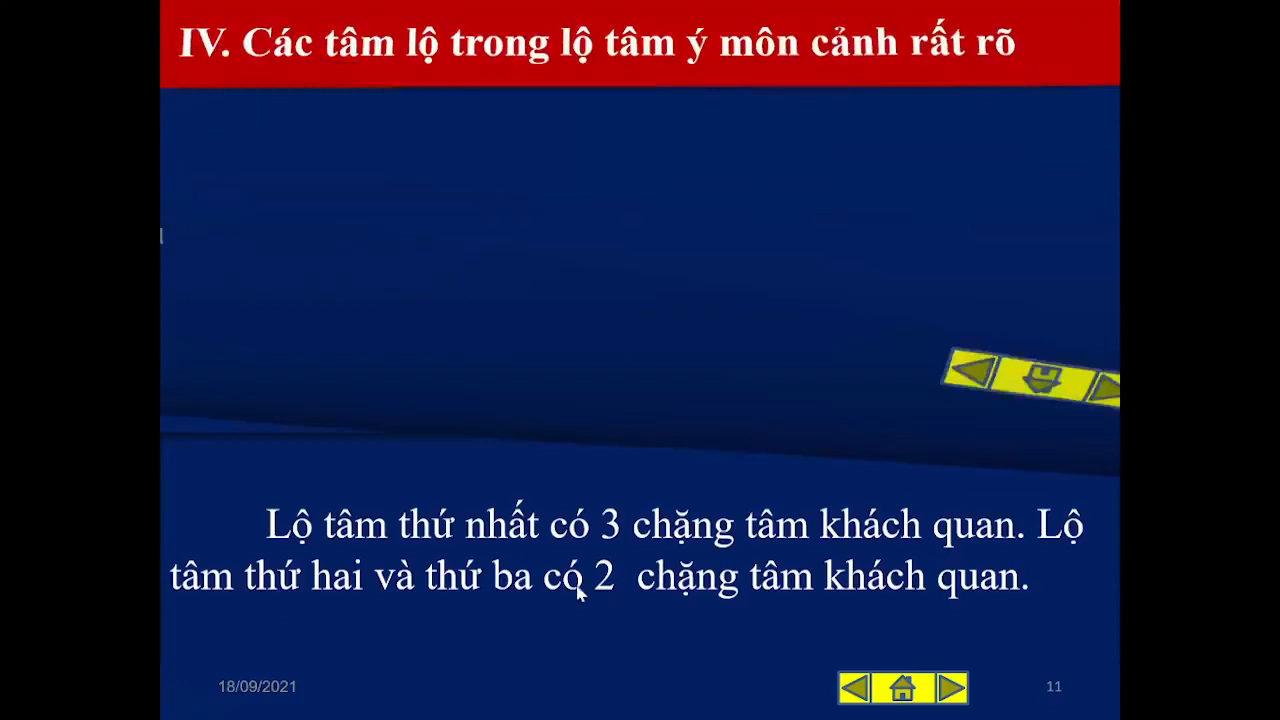 IV. Các tâm lộ trong lộ tâm ý môn cảnh rất rõ
Lộ tâm thứ nhất có 3 chặng tâm khách quan. Lộ
tâm thứ hai và thứ ba có 2 chặng tâm khách quan.
18/09/2021
11